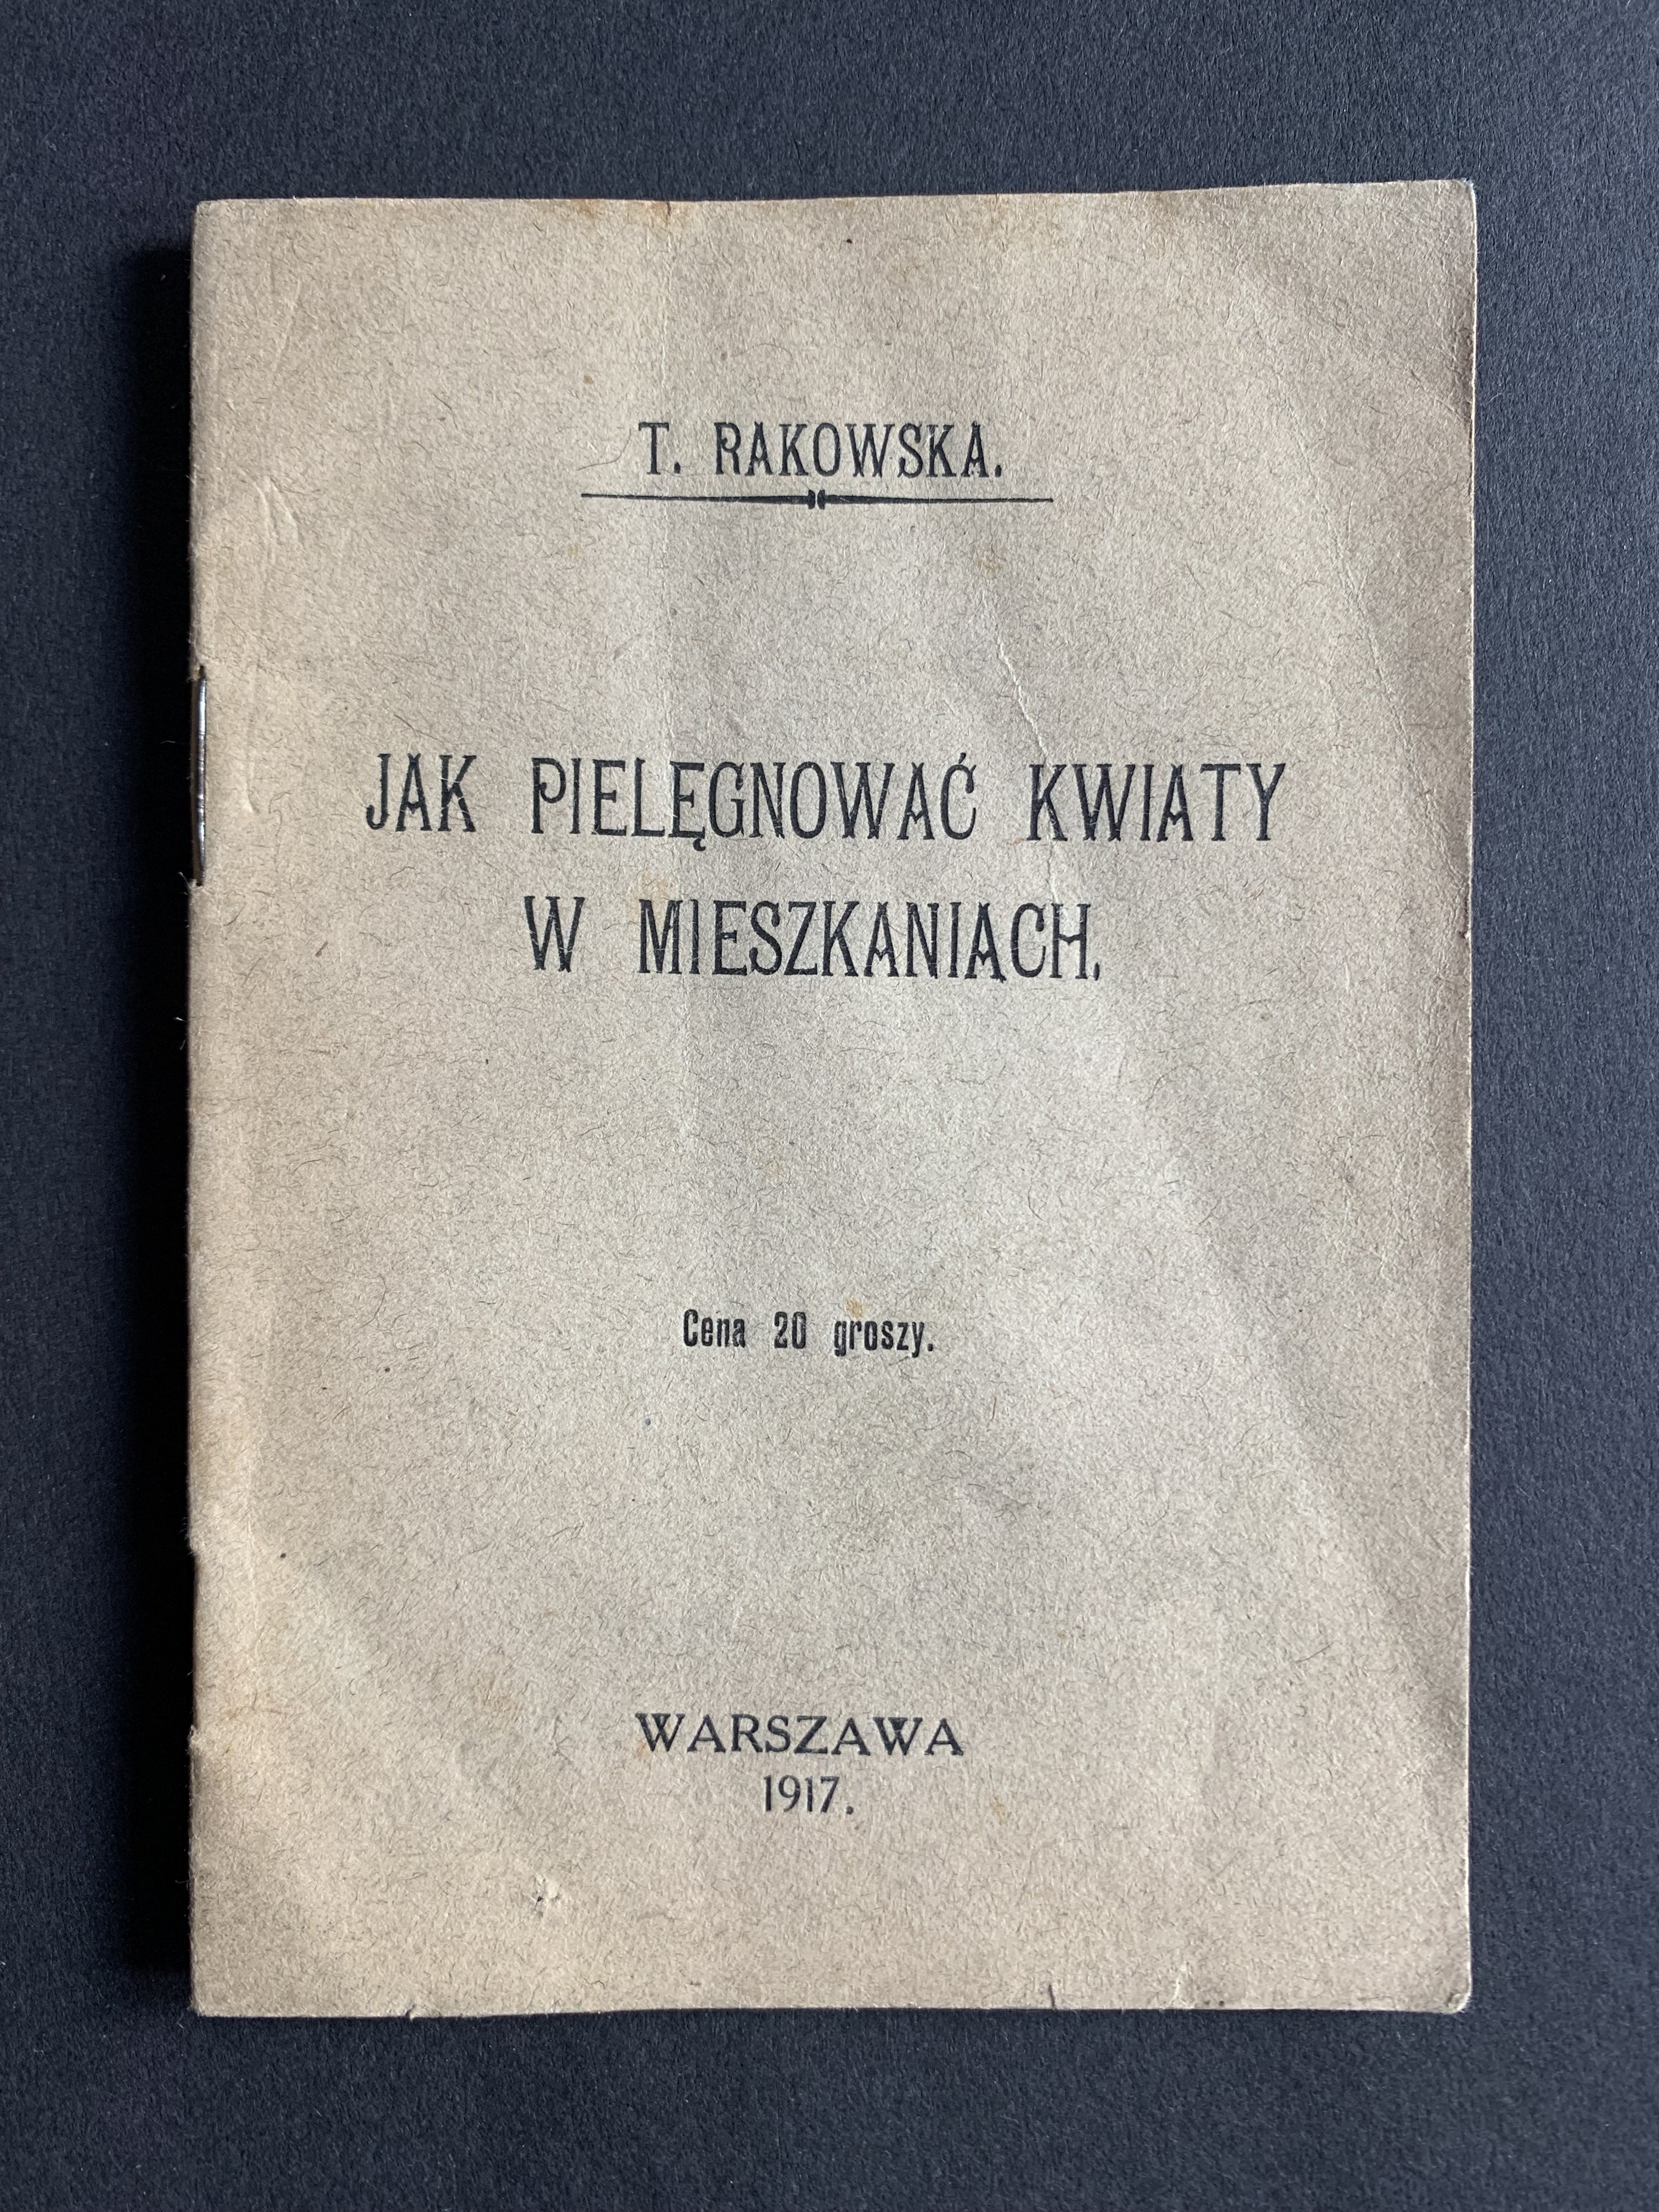 T. RAKOWSKA.
JAK PIELĘGNOWAĆ KWIATY
W MIESZKANIACH.
Cena 20 groszy.
WARSZAWA
1917.